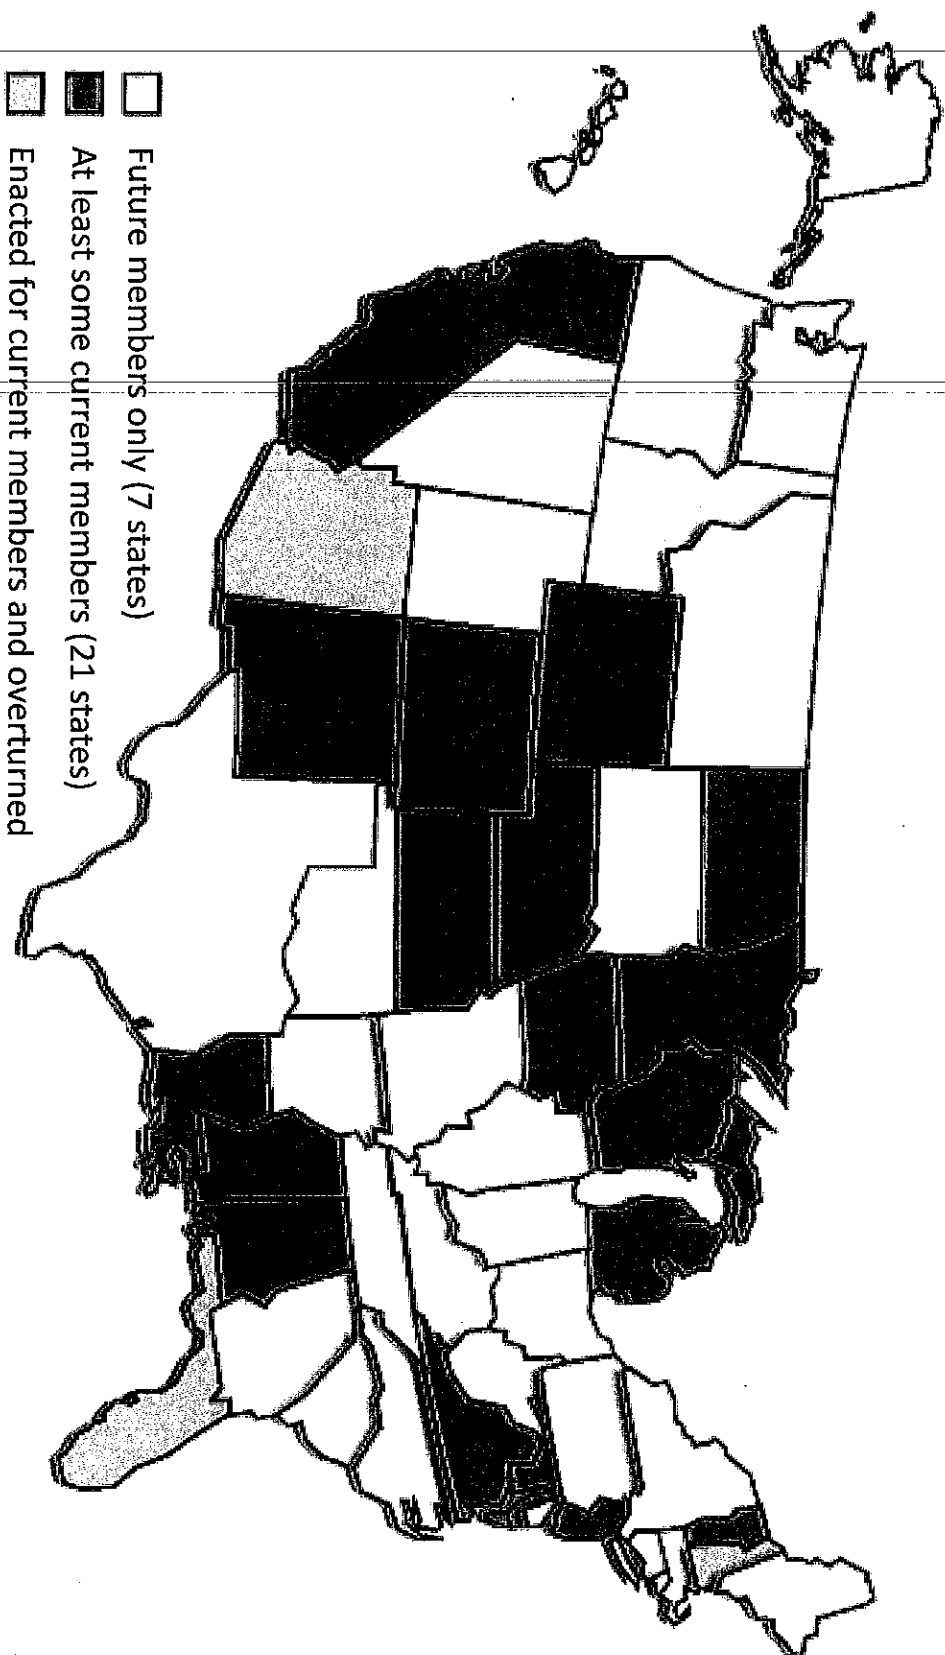 Future members only (7 states)
At least some current members (21 states)
Enacted for current members and overturned